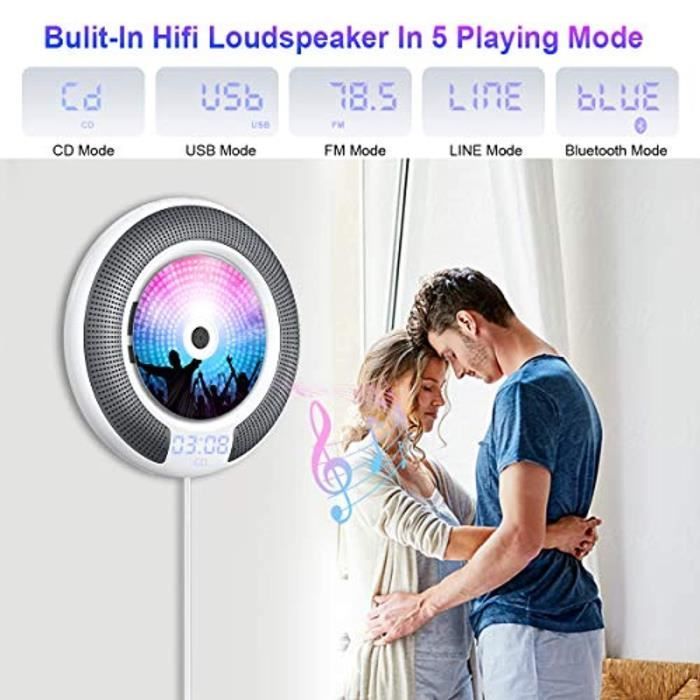 Bulit-In Hifi Loudspeaker In 5 Playing Mode
Cd USb 78.5 LINE bLUE
CD USB FM
CD Mode USB Mode FM Mode LINE Mode Bluetooth Mode
03:08
CD